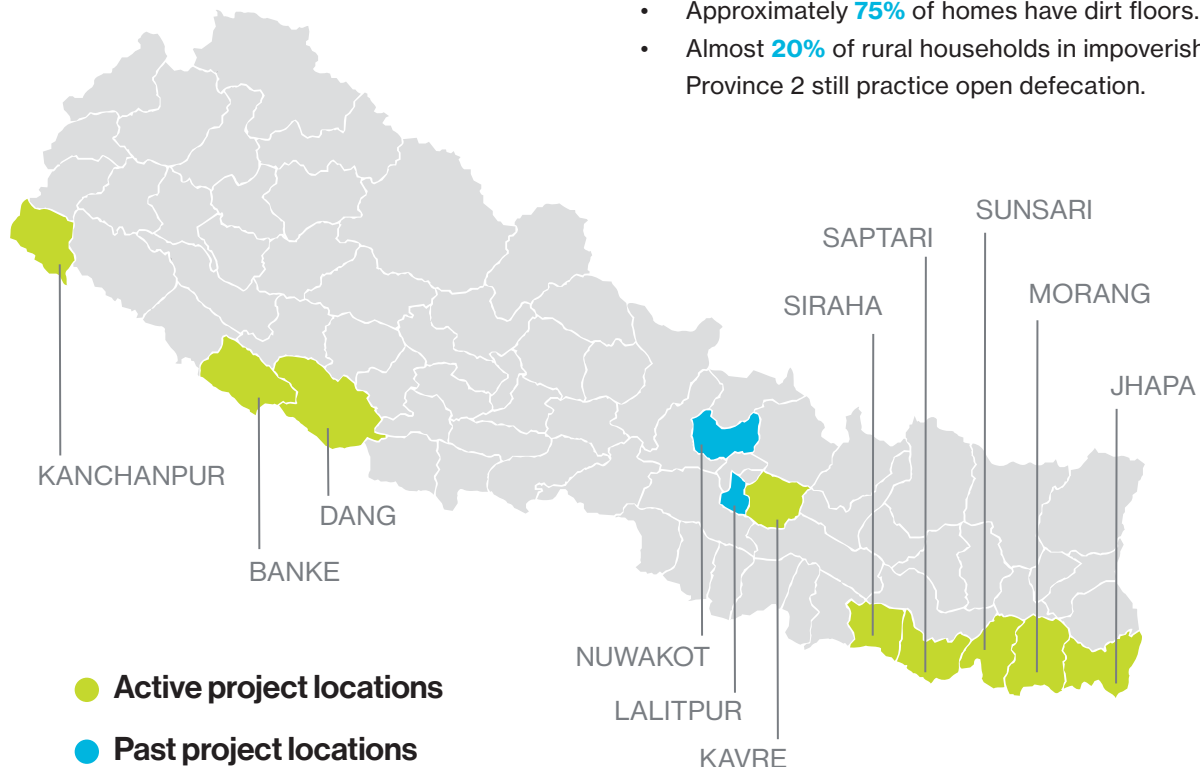 • Approximately 75% of homes have dirt floors.
• Almost 20% of rural households in
Province 2 still practice open defecation.
SUNSARI
SAPTARI
MORANG
SIRAHA
JHAPA
KANCHANPUR
DANG
BANKE
NUWAKOT
LALITPUR
KAVRE
Active project locations
Past project locations